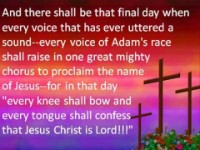 And there shall be that final day when
every voice that has ever uttered a
sound--every voice of Adam's race
shall raise in one great mighty
chorus to proclaim the name
of Jesus--for in that day
"every knee shall bow and
every tongue shall confess
that Jesus Christ is Lord!!!"